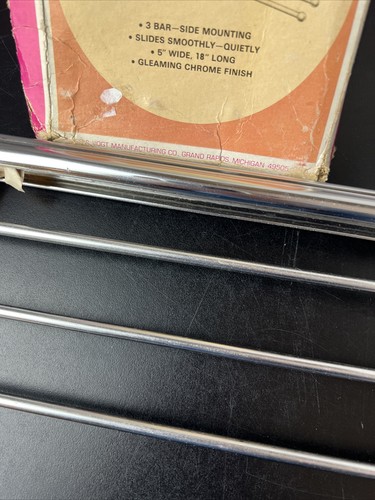 • 3 BAR—SIDE MOUNTING
• SLIDES SMOOTHLY—QUIETLY
• 5" WIDE, 18" LONG
• GLEAMING CHROME FINISH
MANUFACTURING CO., GRAND RAPIDS, MICHIGAN